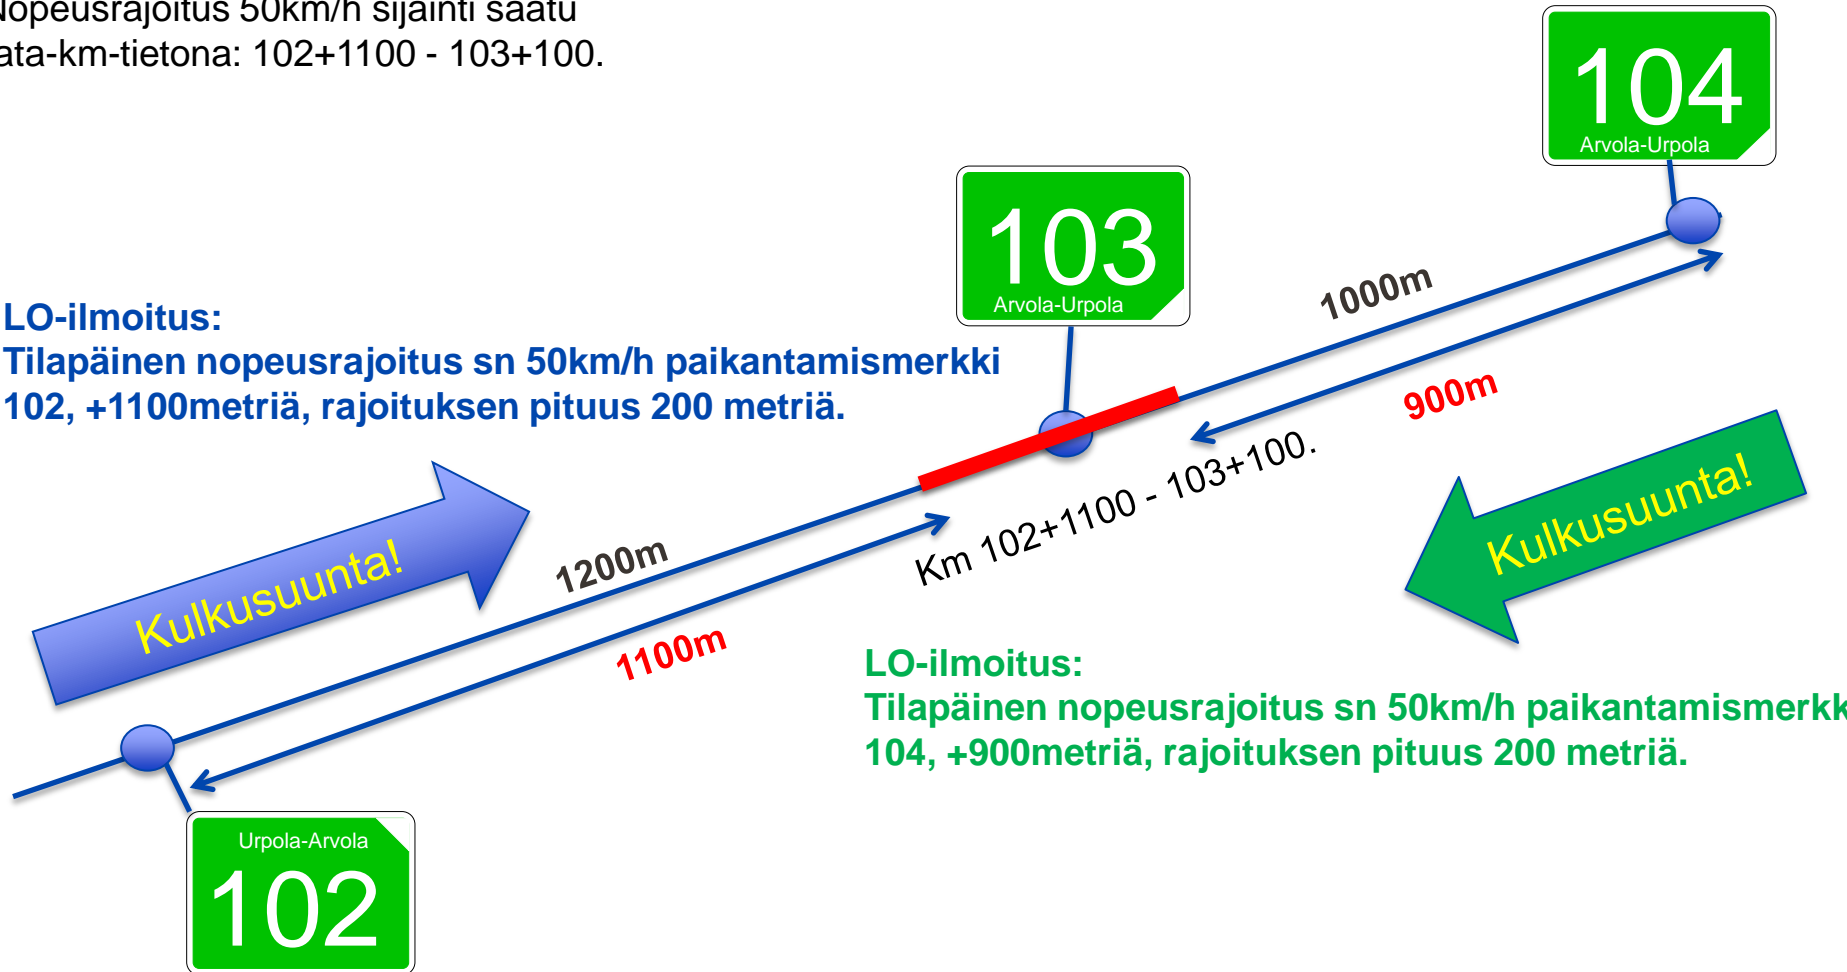 Nopeusrajoitus 50km/h sijainti saatu
rata-km-tietona: 102+1100 - 103+100.
104
Arvola-Urpola
103
Arvola-Urpola
1000m
900m
LO-ilmoitus:
Tilapäinen nopeusrajoitus sn 50km/h paikantamismerkki
102, +1100metriä, rajoituksen pituus 200 metriä.
Kulkusuunta!
1200m
1100m
Km 102+1100 - 103+100.
Kulkusuunta!
LO-ilmoitus:
Tilapäinen nopeusrajoitus sn 50km/h paikantamismerkk
104, +900metriä, rajoituksen pituus 200 metriä.
Urpola-Arvola
102